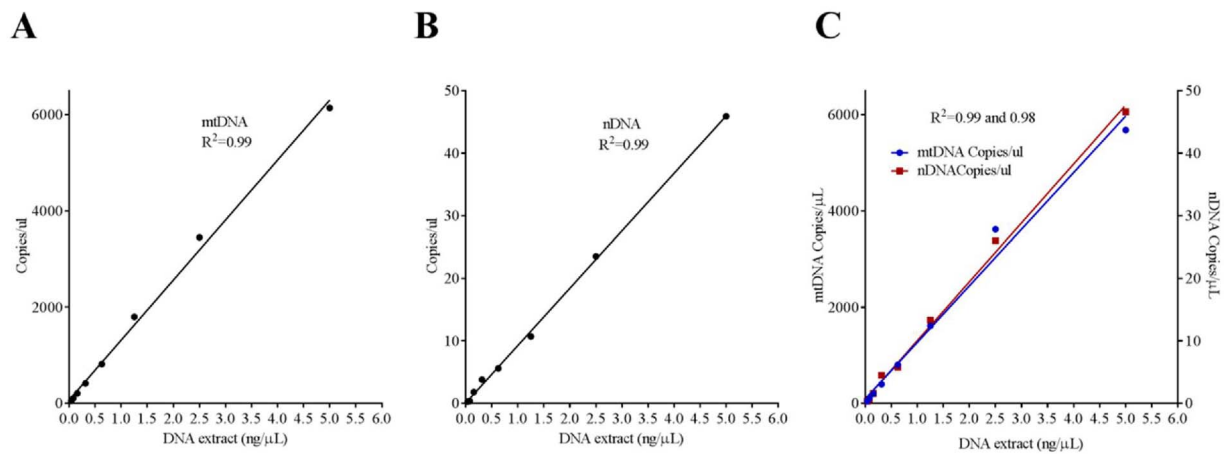 A
B
C
6000
4000
2000
0
Copies/ul
mtDNA
R²=0.99
0.0 0.5 1.0 1.5 2.0 2.5 3.0 3.5 4.0 4.5 5.0 5.5 6.0
DNA extract (ng/μL)
50
40
30
20
10
0
Copies/ul
nDNA
R²=0.99
0.0 0.5 1.0 1.5 2.0 2.5 3.0 3.5 4.0 4.5 5.0 5.5 6.0
DNA extract (ng/μL)
6000
4000
2000
0
mtDNA Copies/μL
R²=0.99 and 0.98
mtDNA Copies/ul
nDNACopies/ul
50
40
30
20
10
0
nDNA Copies/μL
0.0 0.5 1.0 1.5 2.0 2.5 3.0 3.5 4.0 4.5 5.0 5.5 6.0
DNA extract (ng/μL)